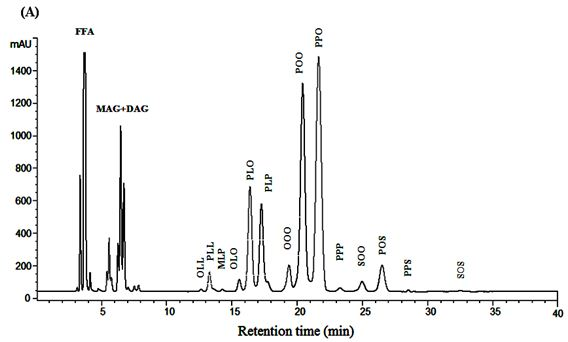 (A)
FFA
mAU
MAG+DAG
OLL
PLL
MLP
OLO
PLO
PLP
OOO
POO
PPO
PPP
SOO
POS
PPS
SOS
1400
1200
1000
800
600
400
200
0
5
10
15
20
25
30
35
40
Retention time (min)